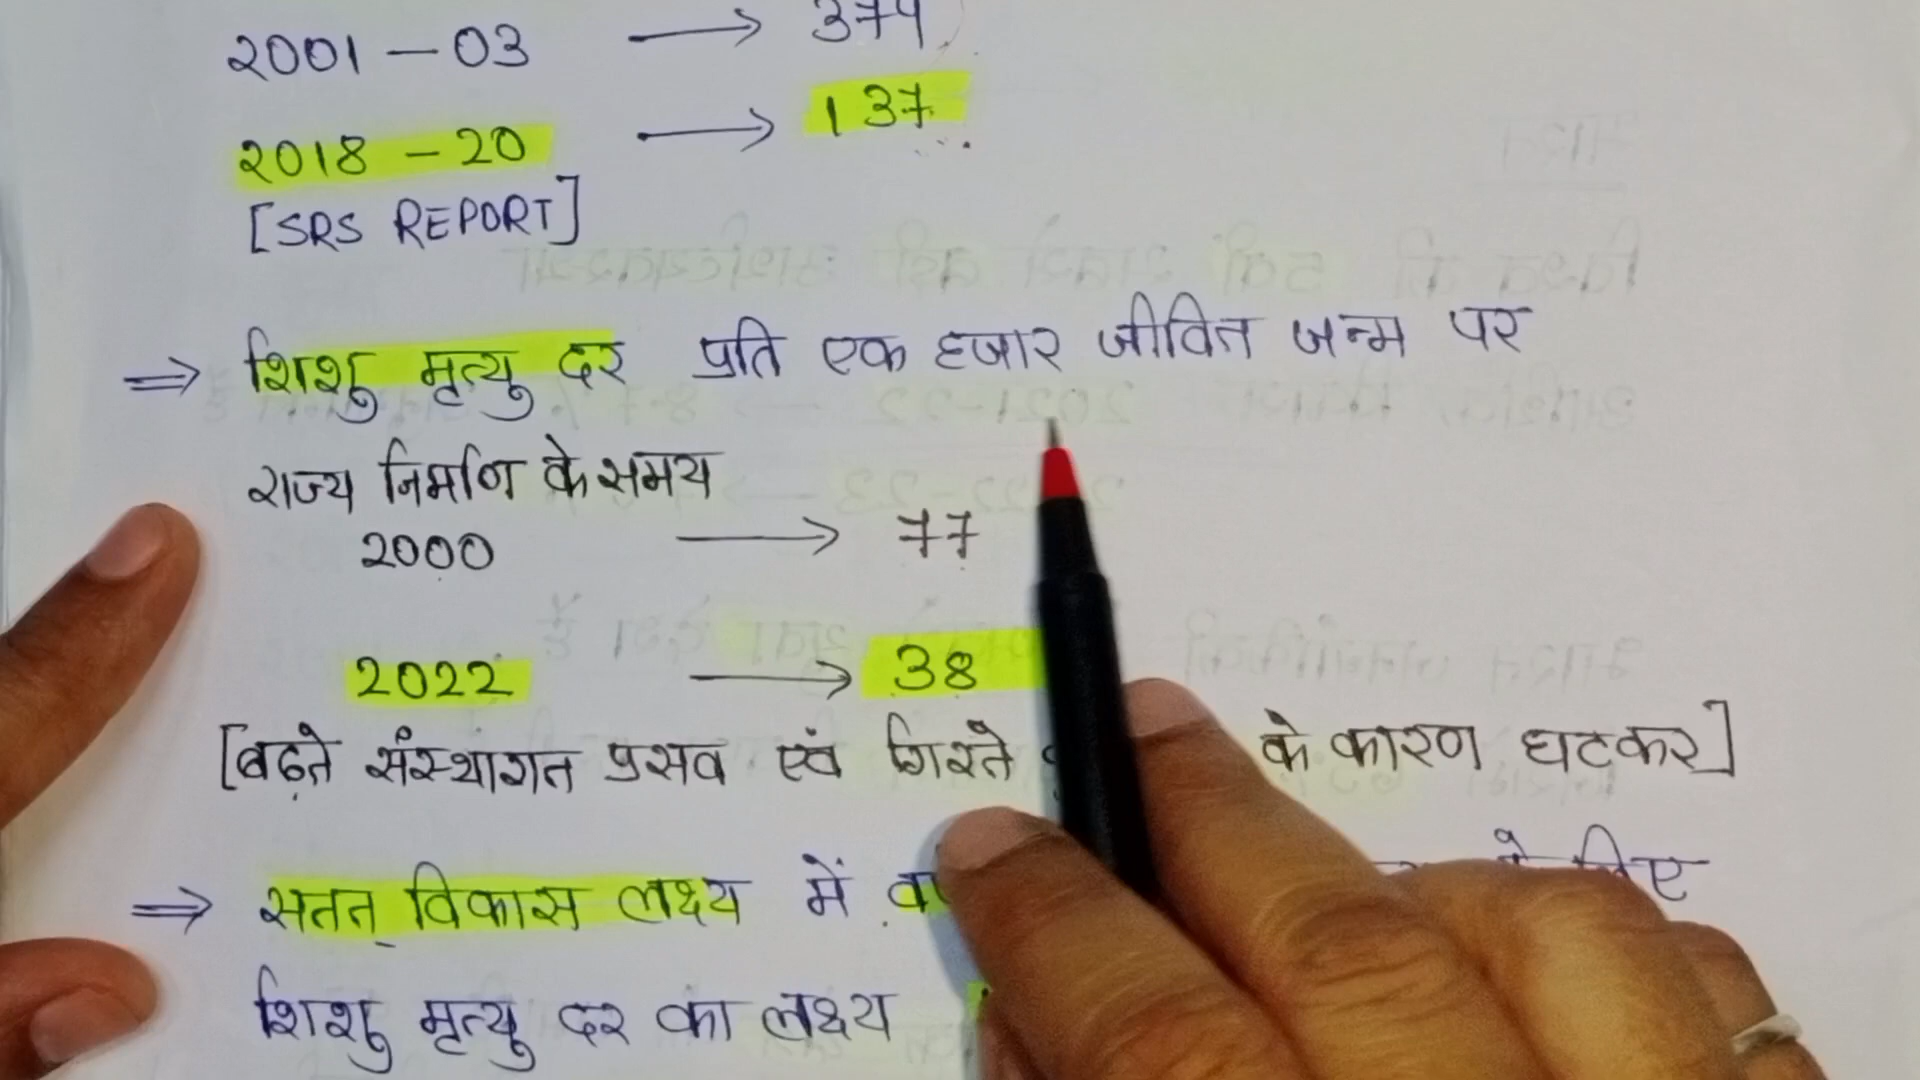 2001 - 03 → 379
2018 - 20 → 137
[SRS REPORT]
⇒ शिशु मृत्यु दर प्रति एक हजार जीवित जन्म पर
राज्य निर्माण के समय
2000 → 77
2022 → 38
[बढ़ते संस्थागत प्रसव एवं गिरते के कारण घटकर]
⇒ सतत् विकास लक्ष्य में के लिए
शिशु मृत्यु दर का लक्ष्य